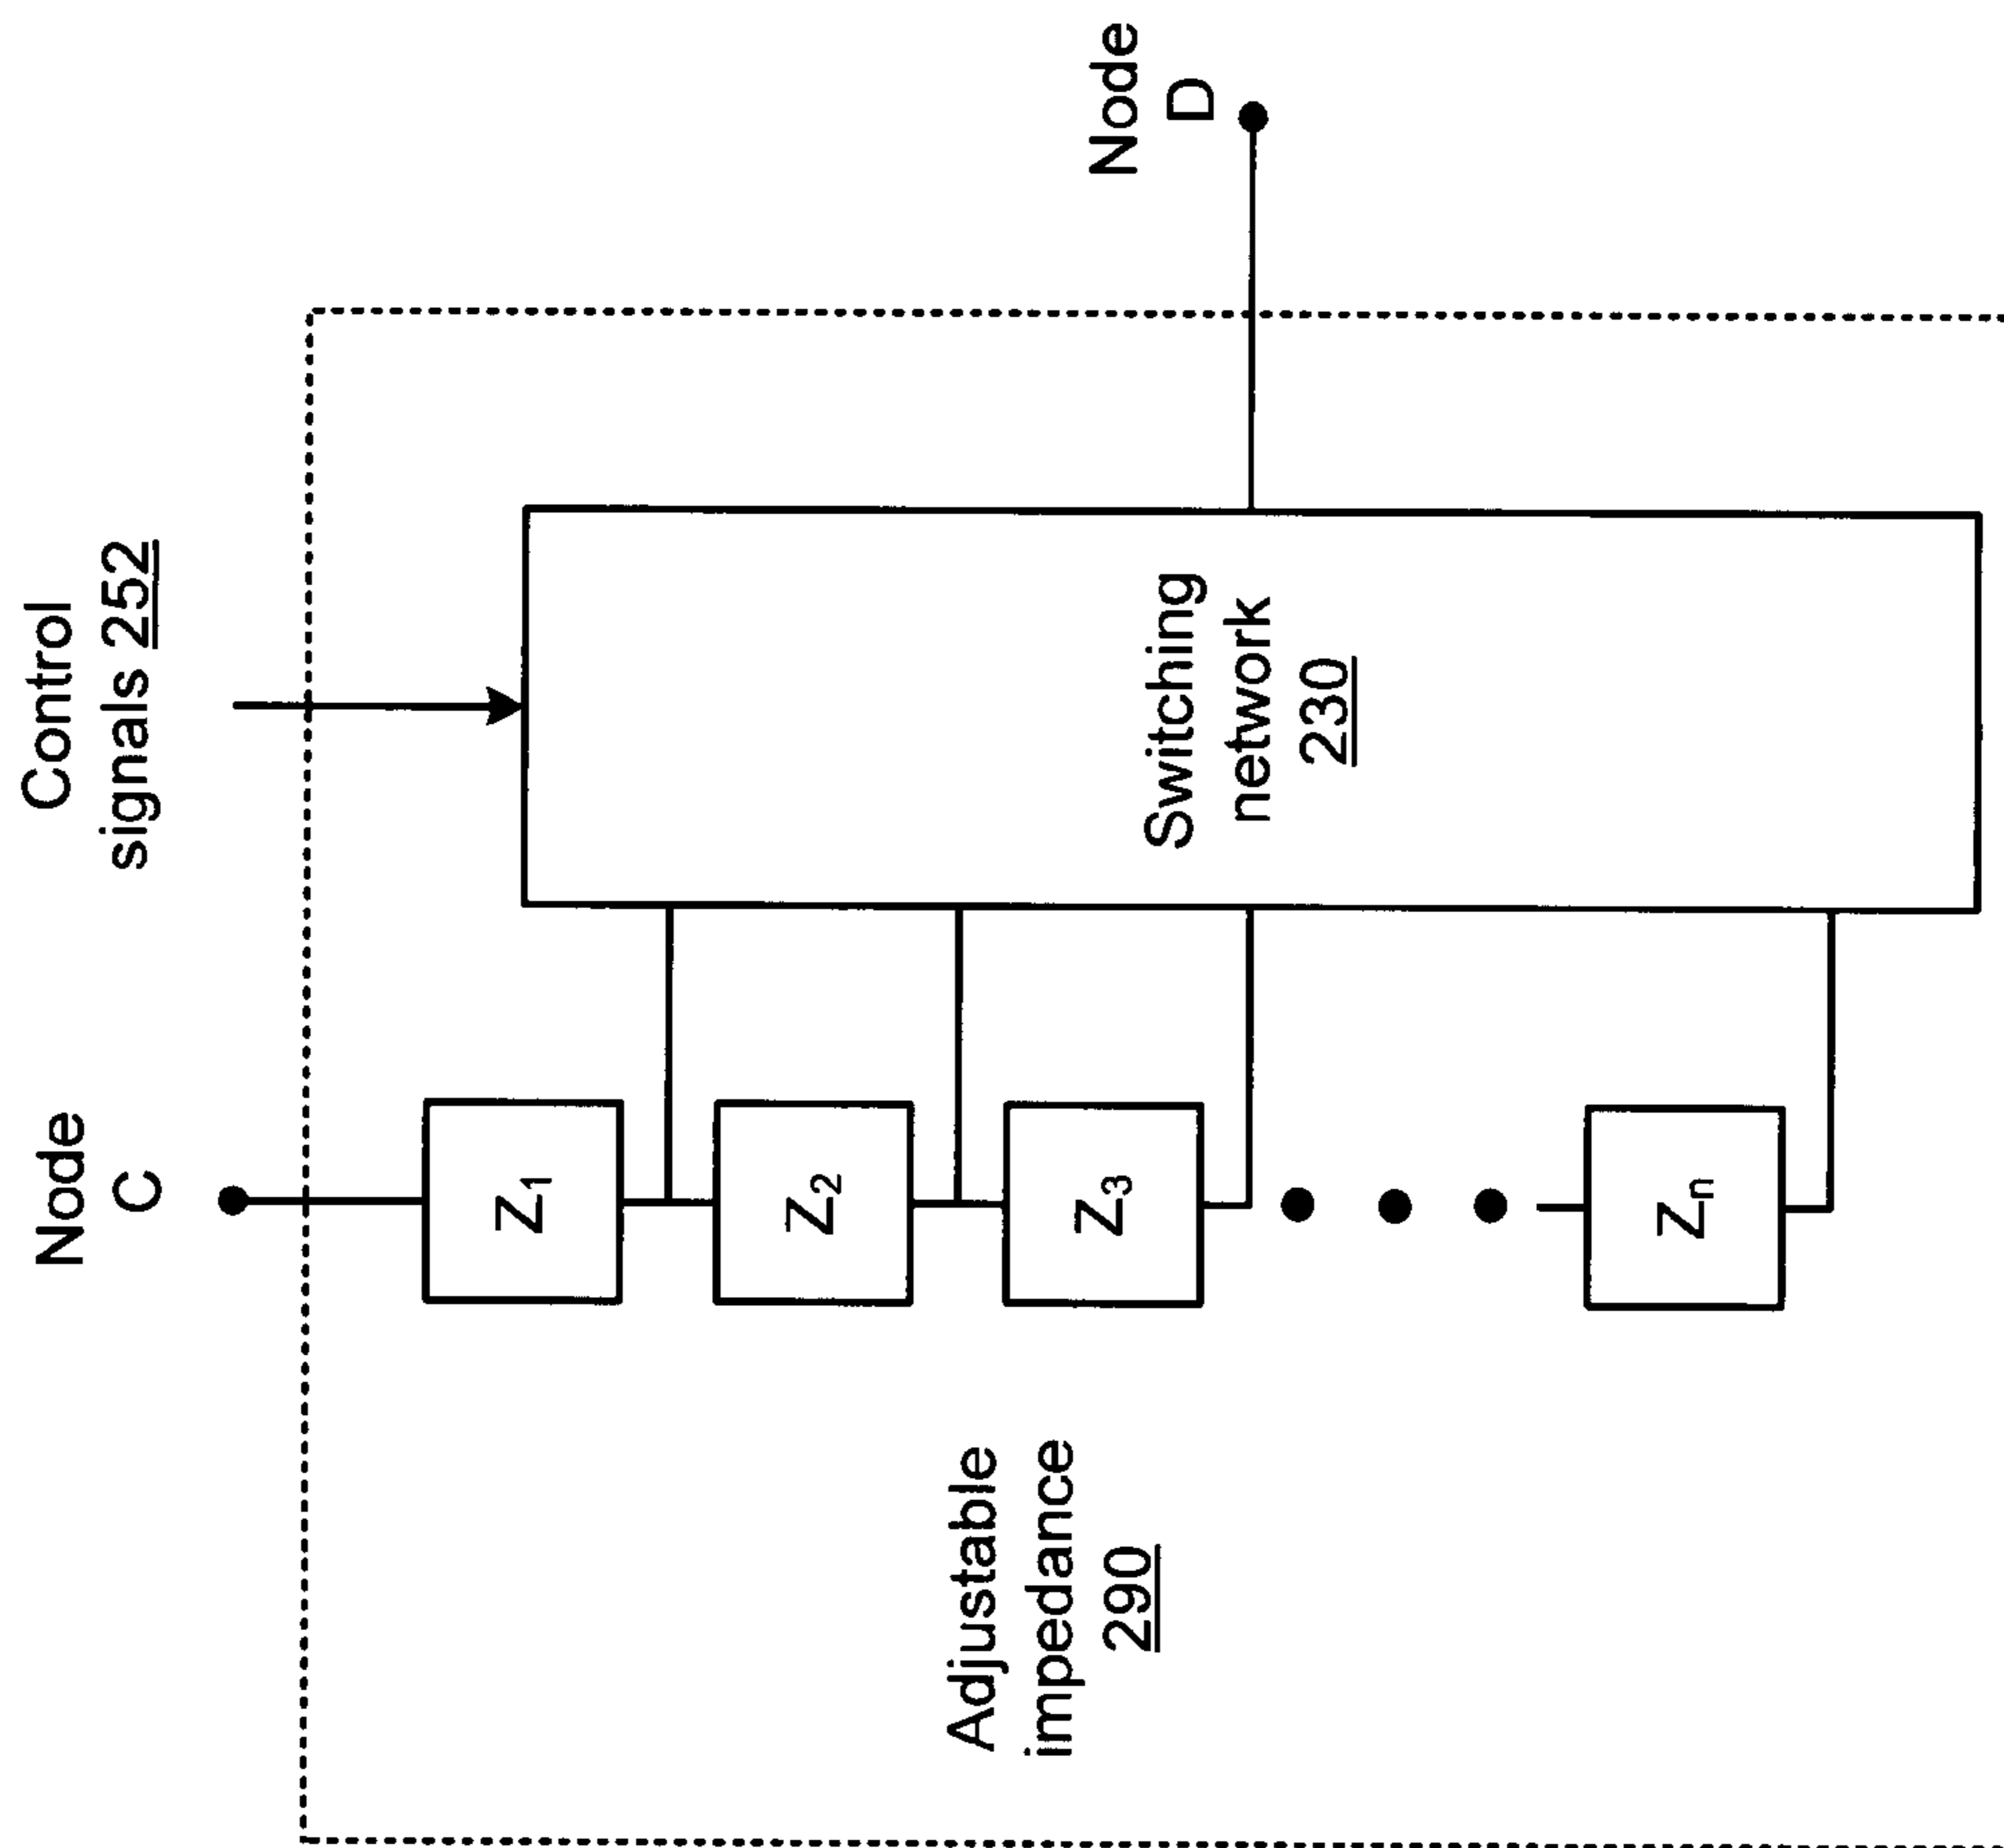 Control
signals 252
Node
C
Node
D
Z1
Z2
Z3
Zn
Switching
network
230
Adjustable
impedance
290